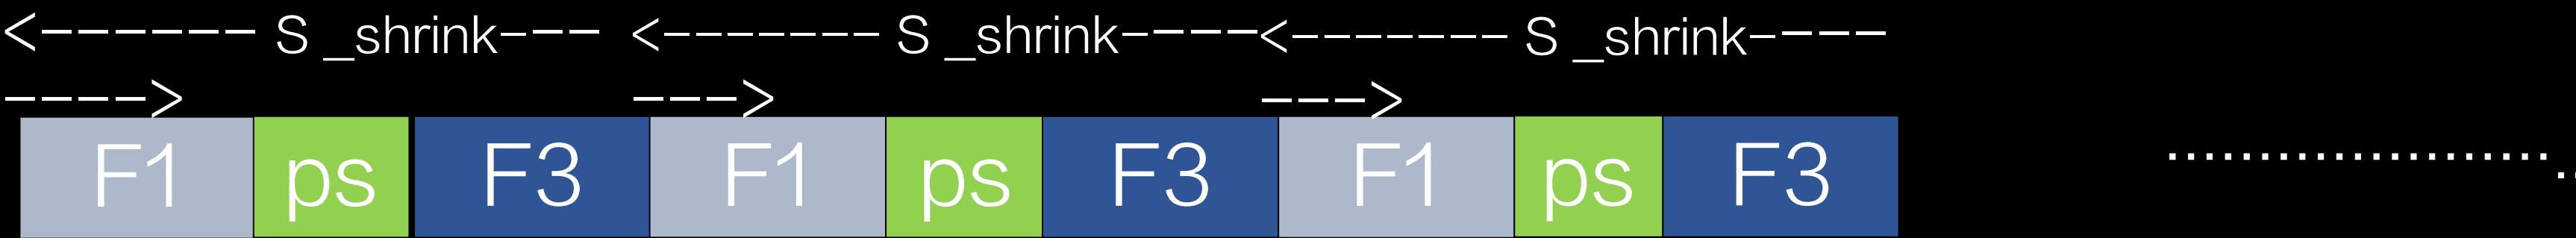 <------- S _shrink--- <------- S _shrink----<------- S _shrink----
----> ---> --->
F1 ps F3 F1 ps F3 F1 ps F3 ........................